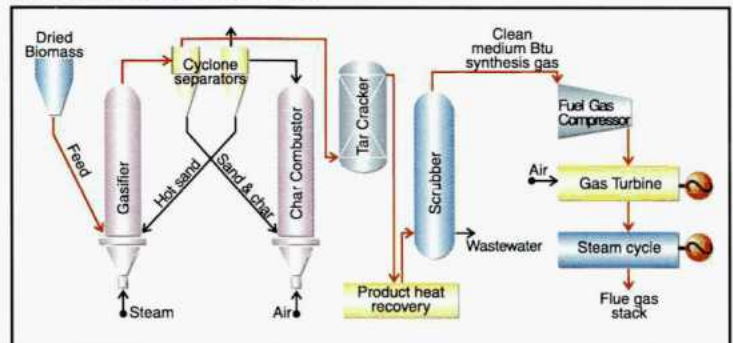 Dried
Biomass
Feed
Gasifier
Steam
Cyclone
separators
Hot sand
Sand & char
Char Combustor
Air
Tar Cracker
Product heat
recovery
Scrubber
Wastewater
Clean
medium Btu
synthesis gas
Fuel Gas
Compressor
Air
Gas Turbine
Steam cycle
Flue gas
stack